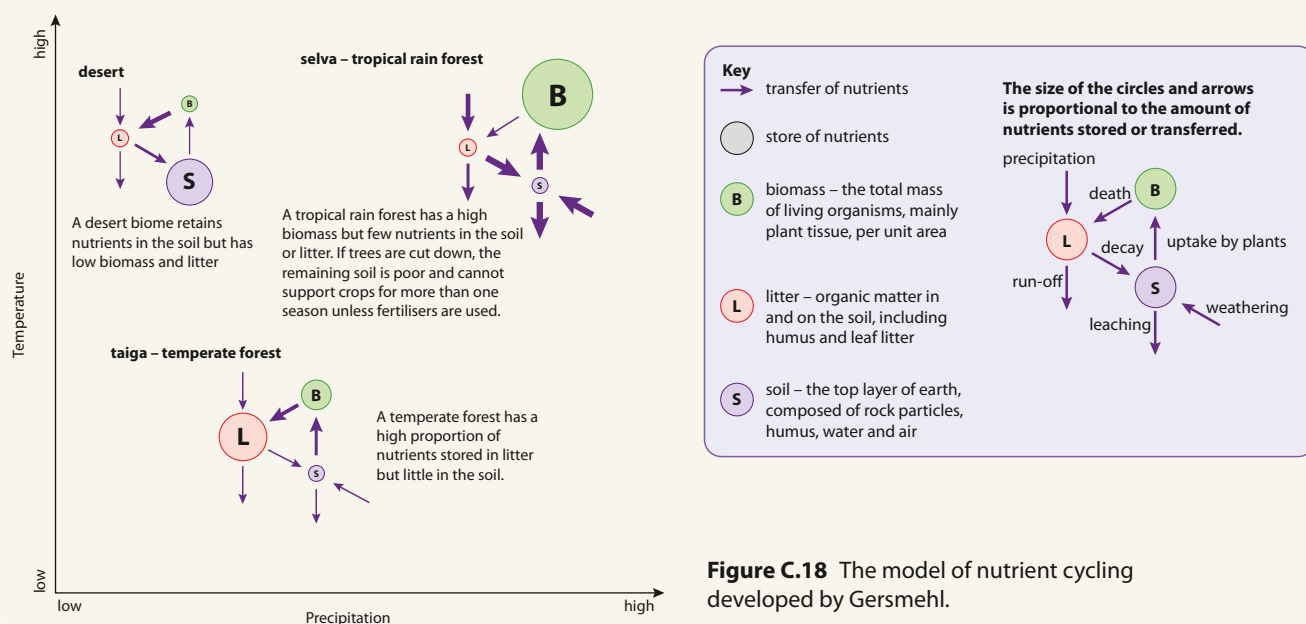 high
Temperature
low
low
Precipitation
high
desert
B
L
S
A desert biome retains
nutrients in the soil but has
low biomass and litter
selva – tropical rain forest
B
L
S
A tropical rain forest has a high
biomass but few nutrients in the soil
or litter. If trees are cut down, the
remaining soil is poor and cannot
support crops for more than one
season unless fertilisers are used.
taiga – temperate forest
B
L
S
A temperate forest has a
high proportion of
nutrients stored in litter
but little in the soil.
Key
transfer of nutrients
store of nutrients
B
biomass – the total mass
of living organisms, mainly
plant tissue, per unit area
L
litter – organic matter in
and on the soil, including
humus and leaf litter
S
soil – the top layer of earth,
composed of rock particles,
humus, water and air
The size of the circles and arrows
is proportional to the amount of
nutrients stored or transferred.
precipitation
death
B
L
decay
uptake by plants
run-off
S
weathering
leaching
Figure C.18 The model of nutrient cycling
developed by Gersmehl.